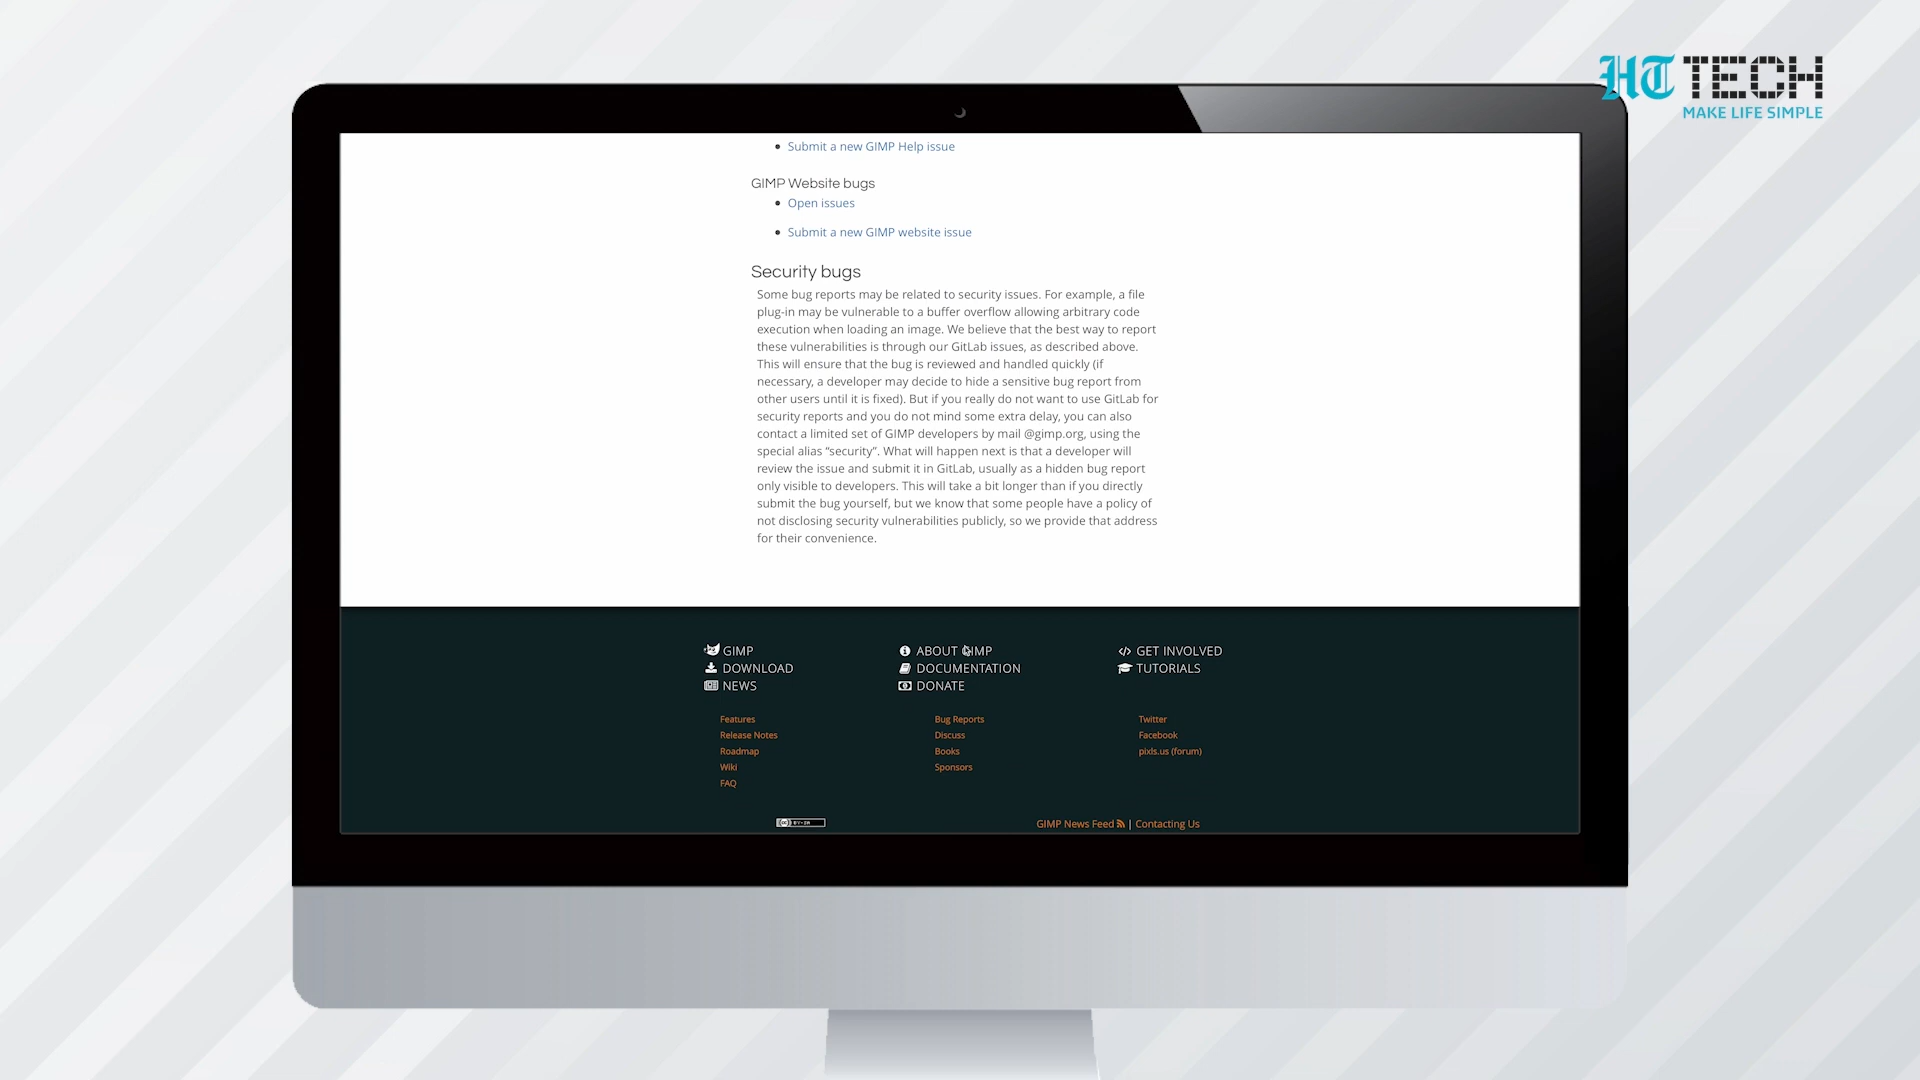 HT TECH
MAKE LIFE SIMPLE
Submit a new GIMP Help issue
GIMP Website bugs
Open issues
Submit a new GIMP website issue
Security bugs
Some bug reports may be related to security issues. For example, a file
plug-in may be vulnerable to a buffer overflow allowing arbitrary code
execution when loading an image. We believe that the best way to report
these vulnerabilities is through our GitLab issues, as described above.
This will ensure that the bug is reviewed and handled quickly (if
necessary, a developer may decide to hide a sensitive bug report from
other users until it is fixed). But if you really do not want to use GitLab for
security reports and you do not mind some extra delay, you can also
contact a limited set of GIMP developers by mail @gimp.org, using the
special alias “security”. What will happen next is that a developer will
review the issue and submit it in GitLab, usually as a hidden bug report
only visible to developers. This will take a bit longer than if you directly
submit the bug yourself, but we know that some people have a policy of
not disclosing security vulnerabilities publicly, so we provide that address
for their convenience.
GIMP
DOWNLOAD
NEWS
ABOUT GIMP
DOCUMENTATION
DONATE
GET INVOLVED
TUTORIALS
Features
Release Notes
Roadmap
Wiki
FAQ
Bug Reports
Discuss
Books
Sponsors
Twitter
Facebook
pixls.us (forum)
BY-SA
GIMP News Feed | Contacting Us